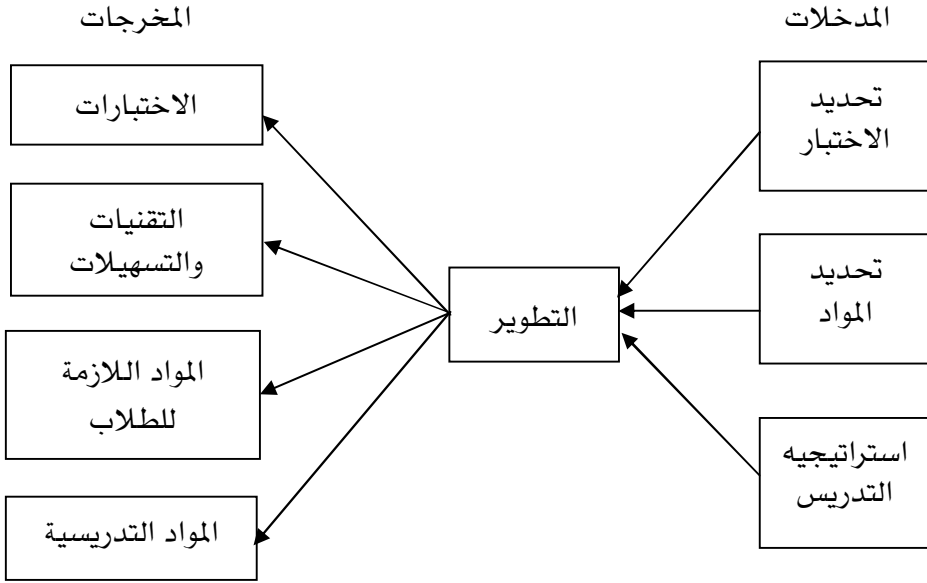 المدخلات
تحديد
الاختبار
تحديد
المواد
استراتيجيه
التدريس
التطوير
المخرجات
الاختبارات
التقنيات
والتسهيلات
المواد اللازمة
للطلاب
المواد التدريسية